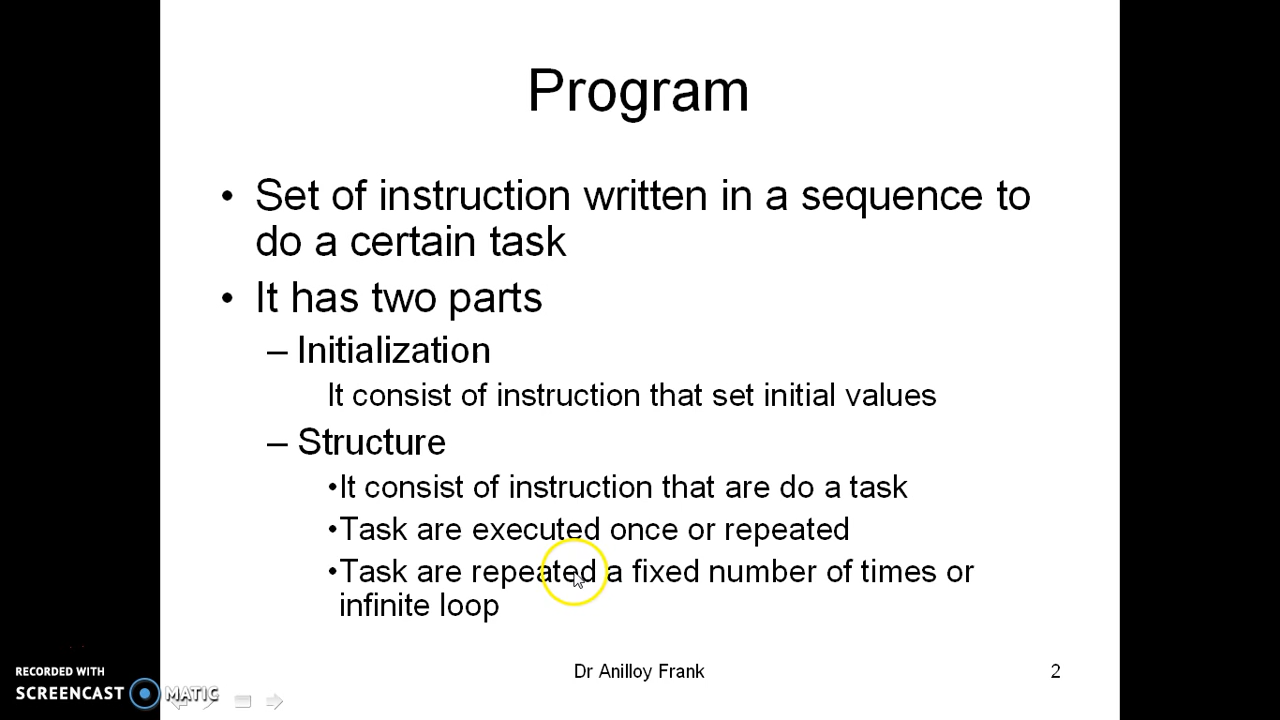 Program
• Set of instruction written in a sequence to
do a certain task
• It has two parts
– Initialization
It consist of instruction that set initial values
– Structure
•It consist of instruction that are do a task
•Task are executed once or repeated
•Task are repeated a fixed number of times or
infinite loop
Dr Anilloy Frank
2
RECORDED WITH
SCREENCAST MATIC